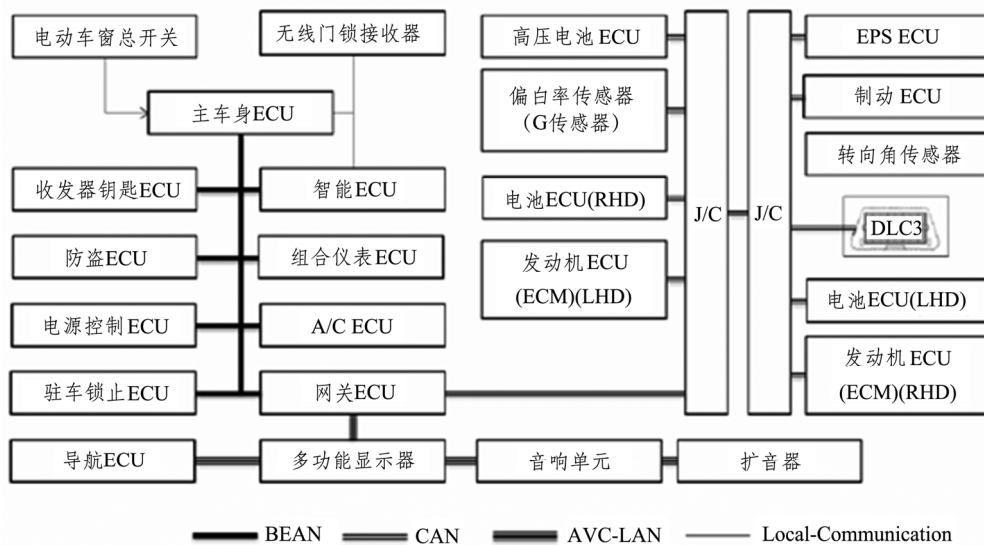 电动车窗总开关
无线门锁接收器
主车身ECU
收发器钥匙ECU
智能ECU
防盗ECU
组合仪表ECU
电源控制ECU
A/C ECU
驻车锁止ECU
网关ECU
导航ECU
多功能显示器
音响单元
扩音器
高压电池ECU
偏白率传感器
（G传感器）
电池ECU(RHD)
发动机ECU
(ECM)(LHD)
J/C
J/C
EPS ECU
制动ECU
转向角传感器
DLC3
电池ECU(LHD)
发动机ECU
(ECM)(RHD)
BEAN
CAN
AVC-LAN
Local-Communication